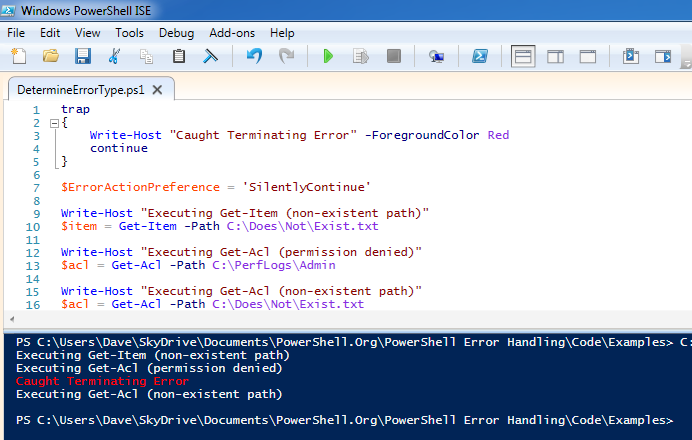 Windows PowerShell ISE
File Edit View Tools Debug Add-ons Help
DetermineErrorType.ps1
1 trap
2 {
3 Write-Host "Caught Terminating Error" -ForegroundColor Red
4 continue
5 }
6
7 $ErrorActionPreference = 'SilentlyContinue'
8
9 Write-Host "Executing Get-Item (non-existent path)"
10 $item = Get-Item -Path C:\Does\Not\Exist.txt
11
12 Write-Host "Executing Get-Acl (permission denied)"
13 $acl = Get-Acl -Path C:\PerfLogs\Admin
14
15 Write-Host "Executing Get-Acl (non-existent path)"
16 $acl = Get-Acl -Path C:\Does\Not\Exist.txt
PS C:\Users\Dave\SkyDrive\Documents\PowerShell.Org\PowerShell Error Handling\Code\Examples> C:
Executing Get-Item (non-existent path)
Executing Get-Acl (permission denied)
Caught Terminating Error
Executing Get-Acl (non-existent path)
PS C:\Users\Dave\SkyDrive\Documents\PowerShell.Org\PowerShell Error Handling\Code\Examples>